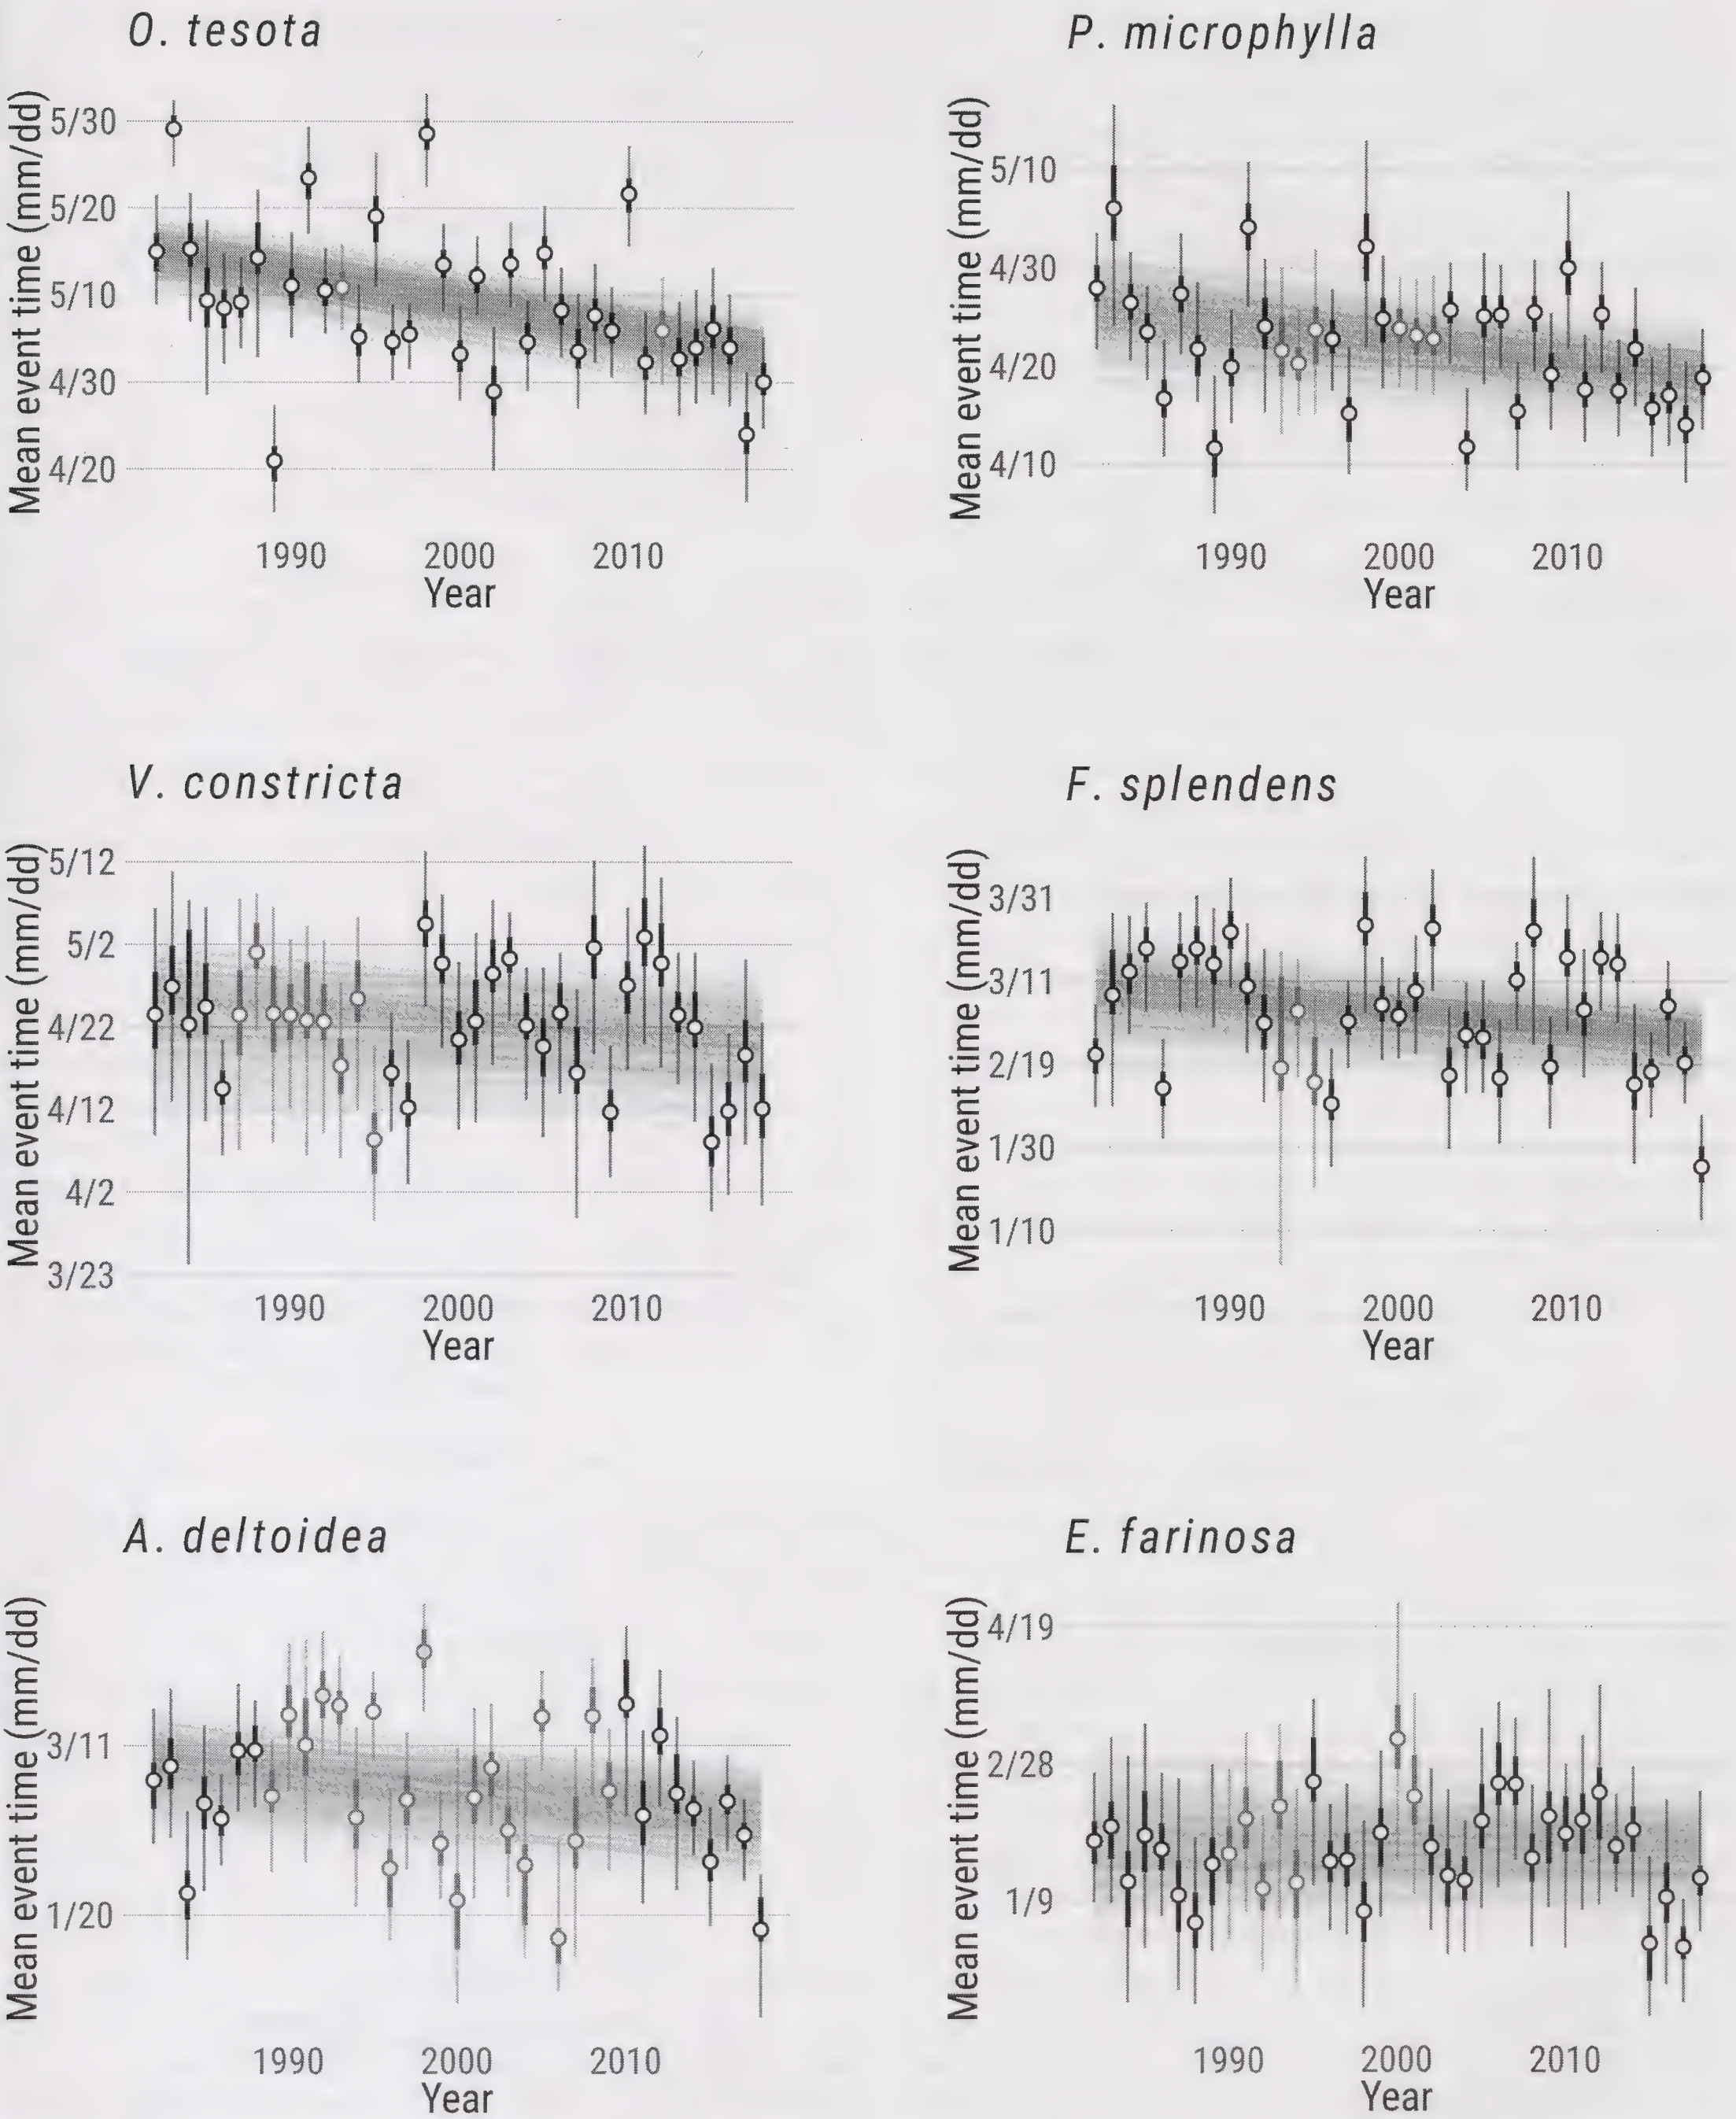 O. tesota
Mean event time (mm/dd)
5/30
5/20
5/10
4/30
4/20
1990 2000 2010
Year
P. microphylla
Mean event time (mm/dd)
5/10
4/30
4/20
4/10
1990 2000 2010
Year
V. constricta
Mean event time (mm/dd)
5/12
5/2
4/22
4/12
4/2
3/23
1990 2000 2010
Year
F. splendens
Mean event time (mm/dd)
3/31
3/11
2/19
1/30
1/10
1990 2000 2010
Year
A. deltoidea
Mean event time (mm/dd)
3/11
1/20
1990 2000 2010
Year
E. farinosa
Mean event time (mm/dd)
4/19
2/28
1/9
1990 2000 2010
Year